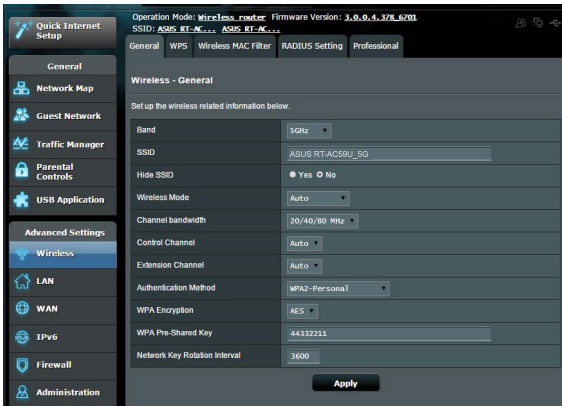 Quick Internet Setup
Operation Mode: Wireless router Firmware Version: 3.0.0.4.378_6701
SSID: ASUS RT-AC... ASUS RT-AC...
General WPS Wireless MAC Filter RADIUS Setting Professional
General
Network Map
Guest Network
Traffic Manager
Parental Controls
USB Application
Advanced Settings
Wireless
LAN
WAN
IPv6
Firewall
Administration
Wireless - General
Set up the wireless related information below.
Band 5GHz
SSID ASUS RT-AC59U_5G
Hide SSID Yes No
Wireless Mode Auto
Channel bandwidth 20/40/80 MHz
Control Channel Auto
Extension Channel Auto
Authentication Method WPA2-Personal
WPA Encryption AES
WPA Pre-Shared Key 44332211
Network Key Rotation Interval 3600
Apply